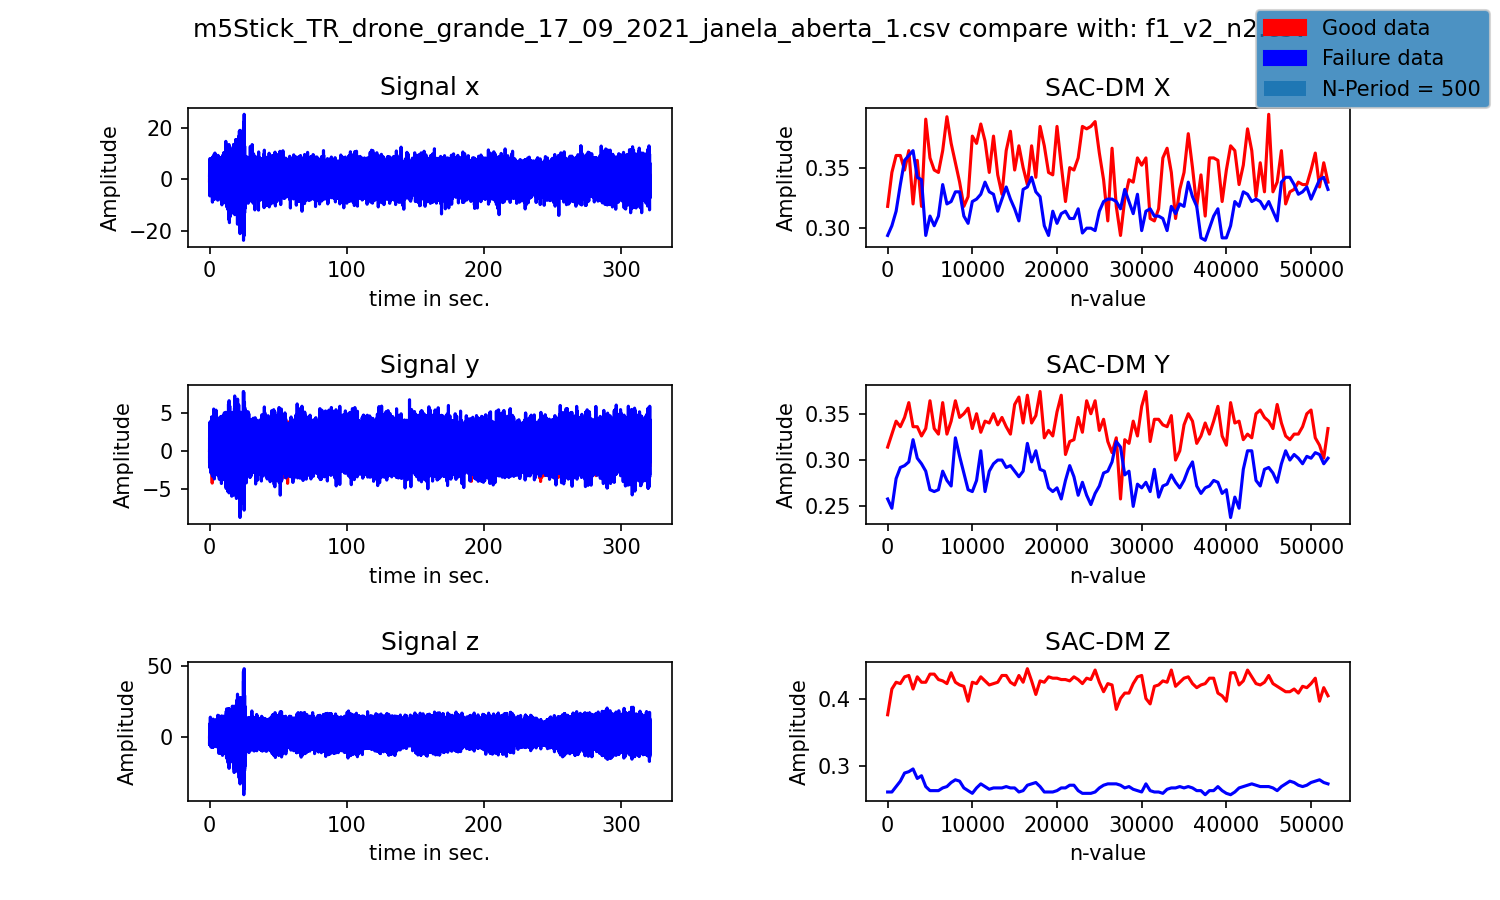 m5Stick_TR_drone_grande_17_09_2021_janela_aberta_1.csv compare with: f1_v2_n2
Good data
Failure data
N-Period = 500
Signal x
Amplitude
20
0
−20
0 100 200 300
time in sec.
SAC-DM X
Amplitude
0.35
0.30
0 10000 20000 30000 40000 50000
n-value
Signal y
Amplitude
5
0
−5
0 100 200 300
time in sec.
SAC-DM Y
Amplitude
0.35
0.30
0.25
0 10000 20000 30000 40000 50000
n-value
Signal z
Amplitude
50
0
0 100 200 300
time in sec.
SAC-DM Z
Amplitude
0.4
0.3
0 10000 20000 30000 40000 50000
n-value